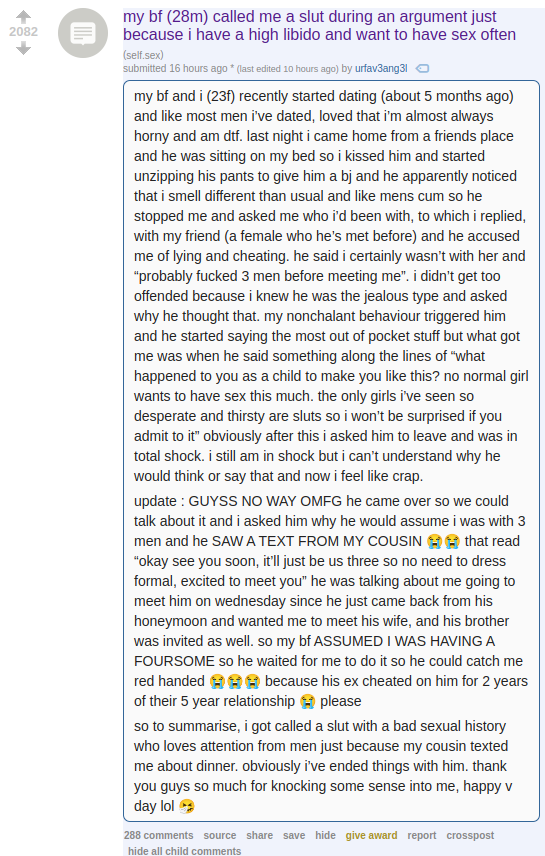 my bf (28m) called me a slut during an argument just
because i have a high libido and want to have sex often
2082
(self.sex)
submitted 16 hours ago * (last edited 10 hours ago) by urfav3ang3l
my bf and i (23f) recently started dating (about 5 months ago)
and like most men i’ve dated, loved that i’m almost always
horny and am dtf. last night i came home from a friends place
and he was sitting on my bed so i kissed him and started
unzipping his pants to give him a bj and he apparently noticed
that i smell different than usual and like mens cum so he
stopped me and asked me who i’d been with, to which i replied,
with my friend (a female who he’s met before) and he accused
me of lying and cheating. he said i certainly wasn’t with her and
“probably fucked 3 men before meeting me”. i didn’t get too
offended because i knew he was the jealous type and asked
why he thought that. my nonchalant behaviour triggered him
and he started saying the most out of pocket stuff but what got
me was when he said something along the lines of “what
happened to you as a child to make you like this? no normal girl
wants to have sex this much. the only girls i’ve seen so
desperate and thirsty are sluts so i won’t be surprised if you
admit to it” obviously after this i asked him to leave and was in
total shock. i still am in shock but i can’t understand why he
would think or say that and now i feel like crap.
update : GUYSS NO WAY OMFG he came over so we could
talk about it and i asked him why he would assume i was with 3
men and he SAW A TEXT FROM MY COUSIN 😭😭 that read
“okay see you soon, it’ll just be us three so no need to dress
formal, excited to meet you” he was talking about me going to
meet him on wednesday since he just came back from his
honeymoon and wanted me to meet his wife, and his brother
was invited as well. so my bf ASSUMED I WAS HAVING A
FOURSOME so he waited for me to do it so he could catch me
red handed 😭😭😭 because his ex cheated on him for 2 years
of their 5 year relationship 😭 please
so to summarise, i got called a slut with a bad sexual history
who loves attention from men just because my cousin texted
me about dinner. obviously i’ve ended things with him. thank
you guys so much for knocking some sense into me, happy v
day lol 🤧
288 comments source share save hide give award report crosspost
hide all child comments